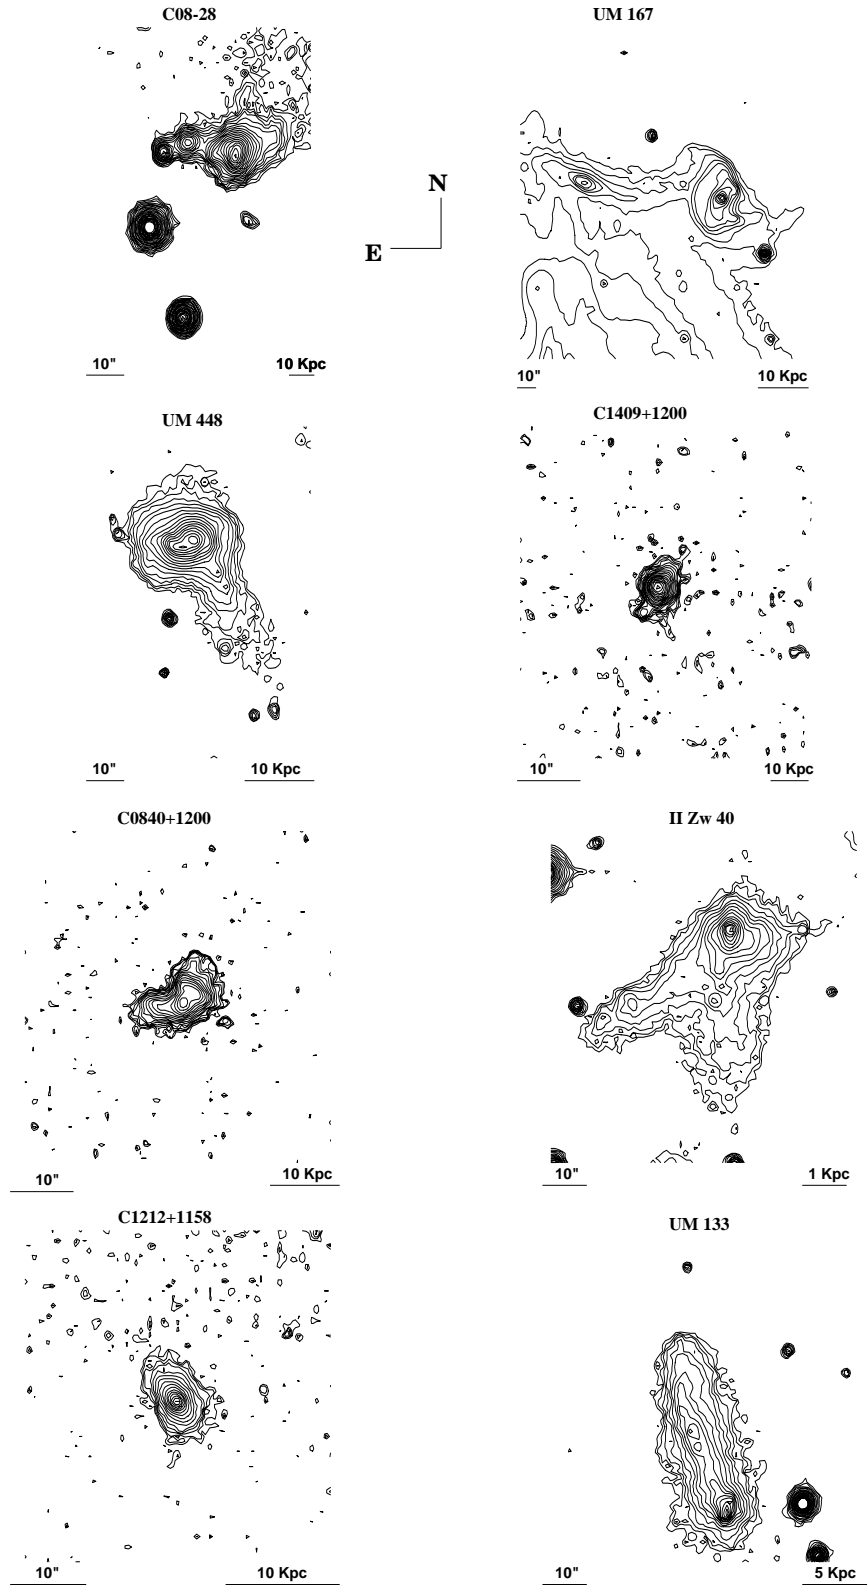 C08-28
UM 167
N
E
10"
10 Kpc
10"
10 Kpc
UM 448
C1409+1200
10"
10 Kpc
10"
10 Kpc
C0840+1200
II Zw 40
10"
10 Kpc
10"
1 Kpc
C1212+1158
UM 133
10"
10 Kpc
10"
5 Kpc